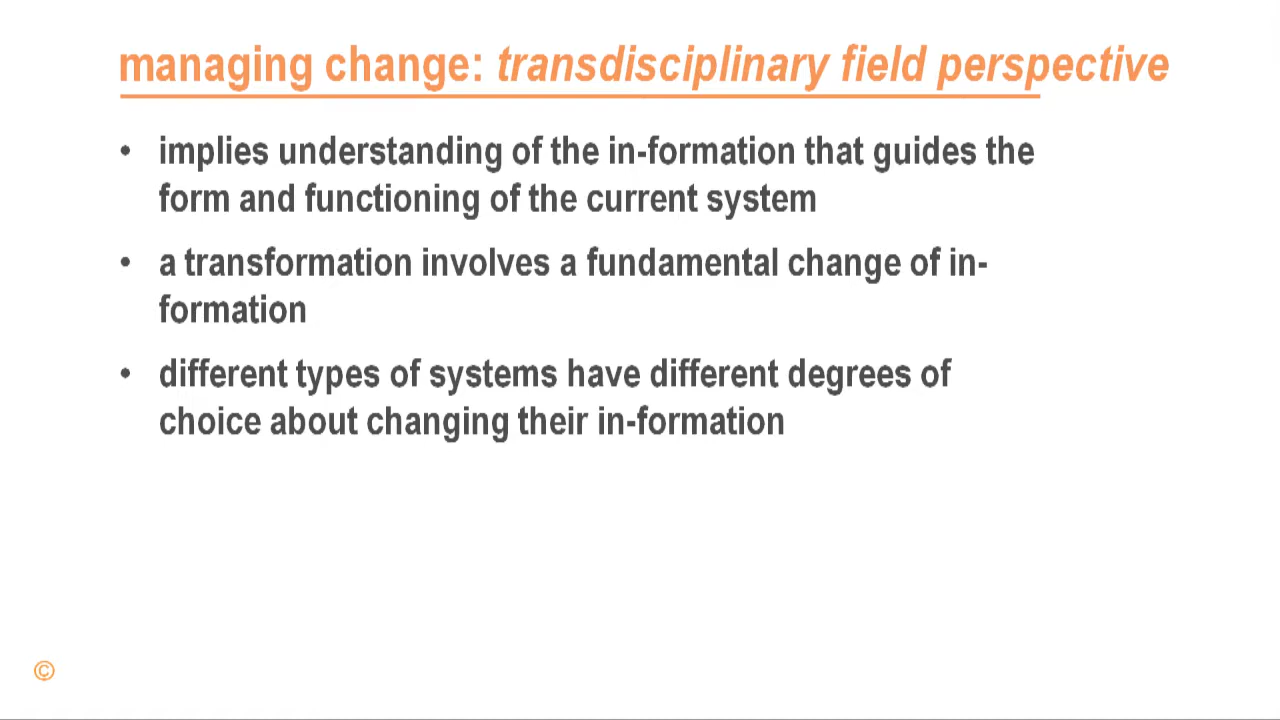 managing change: transdisciplinary field perspective
• implies understanding of the in-formation that guides the
form and functioning of the current system
• a transformation involves a fundamental change of in-
formation
• different types of systems have different degrees of
choice about changing their in-formation
©